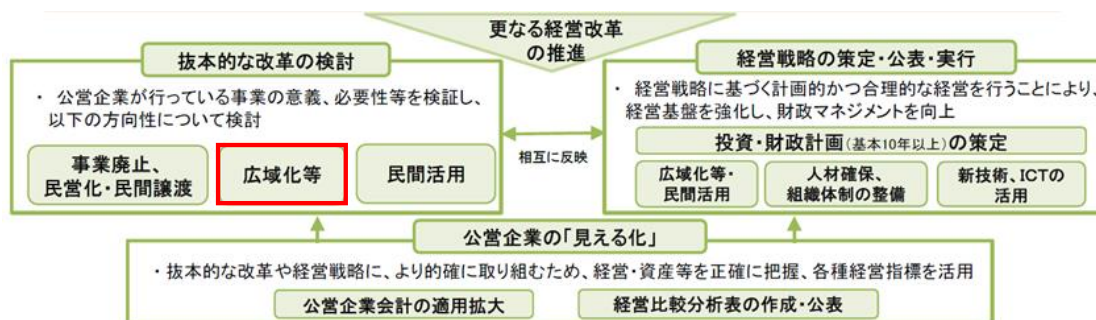 更なる経営改革
の推進
抜本的な改革の検討
・ 公営企業が行っている事業の意義、必要性等を検証し、
以下の方向性について検討
事業廃止、
民営化・民間譲渡
広域化等
民間活用
相互に反映
経営戦略の策定・公表・実行
・ 経営戦略に基づく計画的かつ合理的な経営を行うことにより、
経営基盤を強化し、財政マネジメントを向上
投資・財政計画(基本10年以上)の策定
広域化等・
民間活用
人材確保、
組織体制の整備
新技術、ICTの
活用
公営企業の「見える化」
・抜本的な改革や経営戦略に、より的確に取り組むため、経営・資産等を正確に把握、各種経営指標を活用
公営企業会計の適用拡大
経営比較分析表の作成・公表